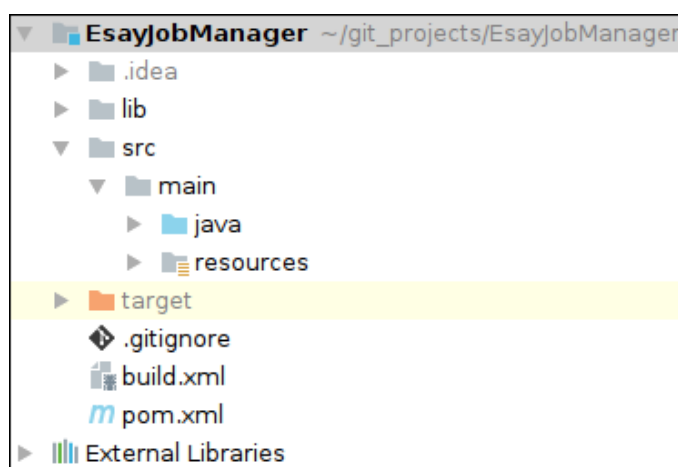 EsayJobManager ~/git_projects/EsayJobManager
.idea
lib
src
main
java
resources
target
.gitignore
build.xml
m pom.xml
External Libraries